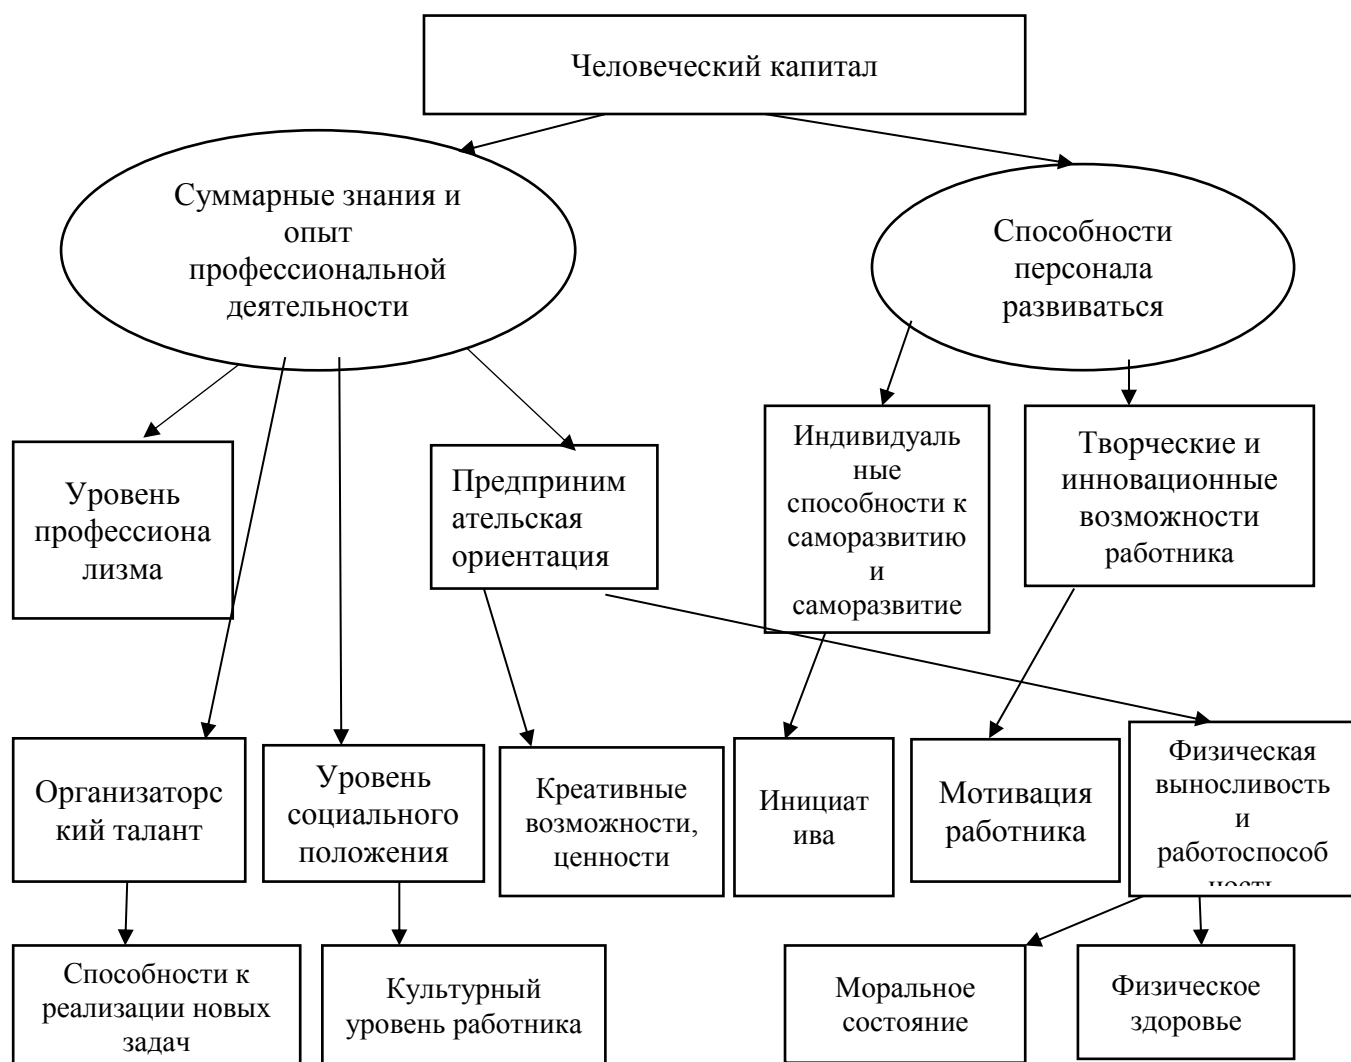 Человеческий капитал
Суммарные знания и
опыт
профессиональной
деятельности
Способности
персонала
развиваться
Уровень
профессиона
лизма
Предприним
ательская
ориентация
Индивидуаль
ные
способности к
саморазвитию
и
саморазвитие
Творческие и
инновационные
возможности
работника
Организаторс
кий талант
Уровень
социального
положения
Креативные
возможности,
ценности
Инициат
ива
Мотивация
работника
Физическая
выносливость
и
работоспособ
ность
Способности к
реализации новых
задач
Культурный
уровень работника
Моральное
состояние
Физическое
здоровье